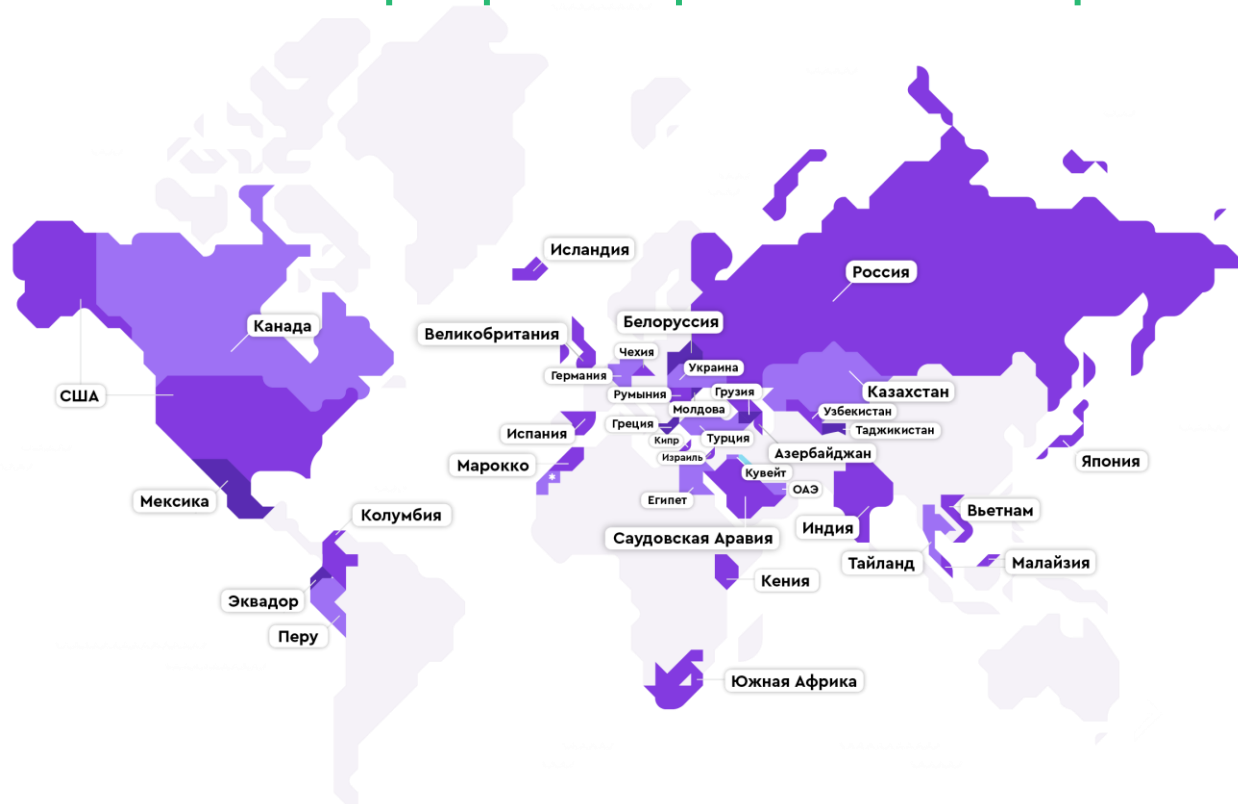 Исландия
Россия
Белоруссия
Канада
Великобритания
Чехия
Украина
Германия
США
Румыния
Грузия
Казахстан
Молдова
Узбекистан
Греция
Таджикистан
Испания
Турция
Кипр
Азербайджан
Израиль
Япония
Марокко
Кувейт
ОАЭ
Мексика
Египет
Вьетнам
Колумбия
Индия
Саудовская Аравия
Тайланд
Малайзия
Кения
Эквадор
Перу
Южная Африка